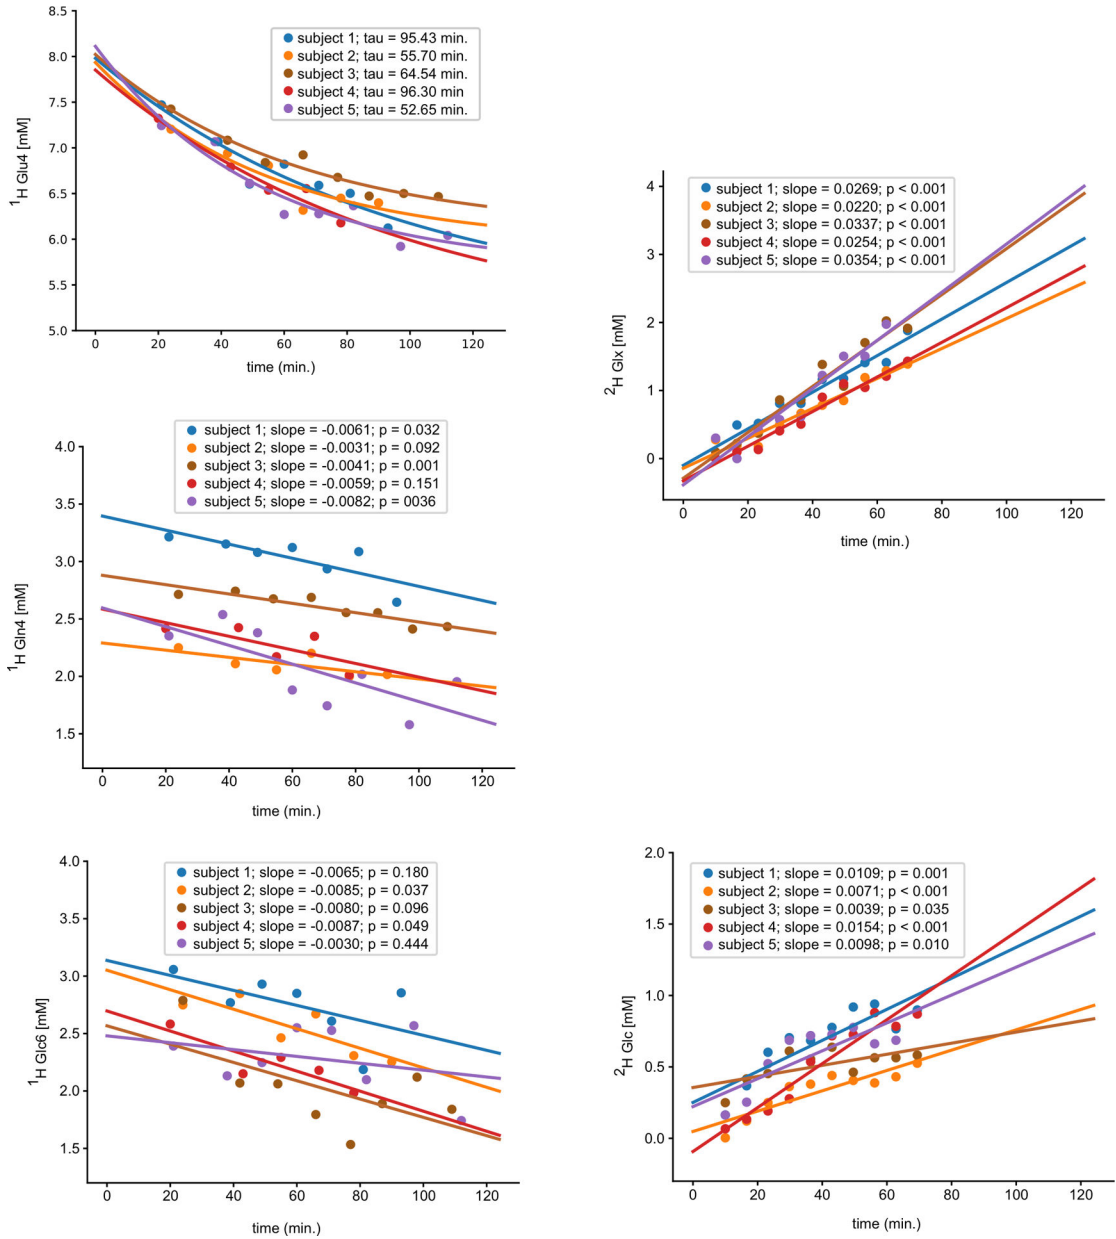 8.5
8.0
7.5
7.0
6.5
6.0
5.5
5.0
¹H Glu4 [mM]
subject 1; tau = 95.43 min.
subject 2; tau = 55.70 min.
subject 3; tau = 64.54 min.
subject 4; tau = 96.30 min
subject 5; tau = 52.65 min.
0 20 40 60 80 100 120
time (min.)
4
3
2
1
0
²H Glx [mM]
subject 1; slope = 0.0269; p < 0.001
subject 2; slope = 0.0220; p < 0.001
subject 3; slope = 0.0337; p < 0.001
subject 4; slope = 0.0254; p < 0.001
subject 5; slope = 0.0354; p < 0.001
0 20 40 60 80 100 120
time (min.)
4.0
3.5
3.0
2.5
2.0
1.5
¹H Gln4 [mM]
subject 1; slope = -0.0061; p = 0.032
subject 2; slope = -0.0031; p = 0.092
subject 3; slope = -0.0041; p = 0.001
subject 4; slope = -0.0059; p = 0.151
subject 5; slope = -0.0082; p = 0036
0 20 40 60 80 100 120
time (min.)
4.0
3.5
3.0
2.5
2.0
1.5
¹H Glc6 [mM]
subject 1; slope = -0.0065; p = 0.180
subject 2; slope = -0.0085; p = 0.037
subject 3; slope = -0.0080; p = 0.096
subject 4; slope = -0.0087; p = 0.049
subject 5; slope = -0.0030; p = 0.444
0 20 40 60 80 100 120
time (min.)
2.0
1.5
1.0
0.5
0.0
²H Glc [mM]
subject 1; slope = 0.0109; p = 0.001
subject 2; slope = 0.0071; p < 0.001
subject 3; slope = 0.0039; p = 0.035
subject 4; slope = 0.0154; p < 0.001
subject 5; slope = 0.0098; p = 0.010
0 20 40 60 80 100 120
time (min.)